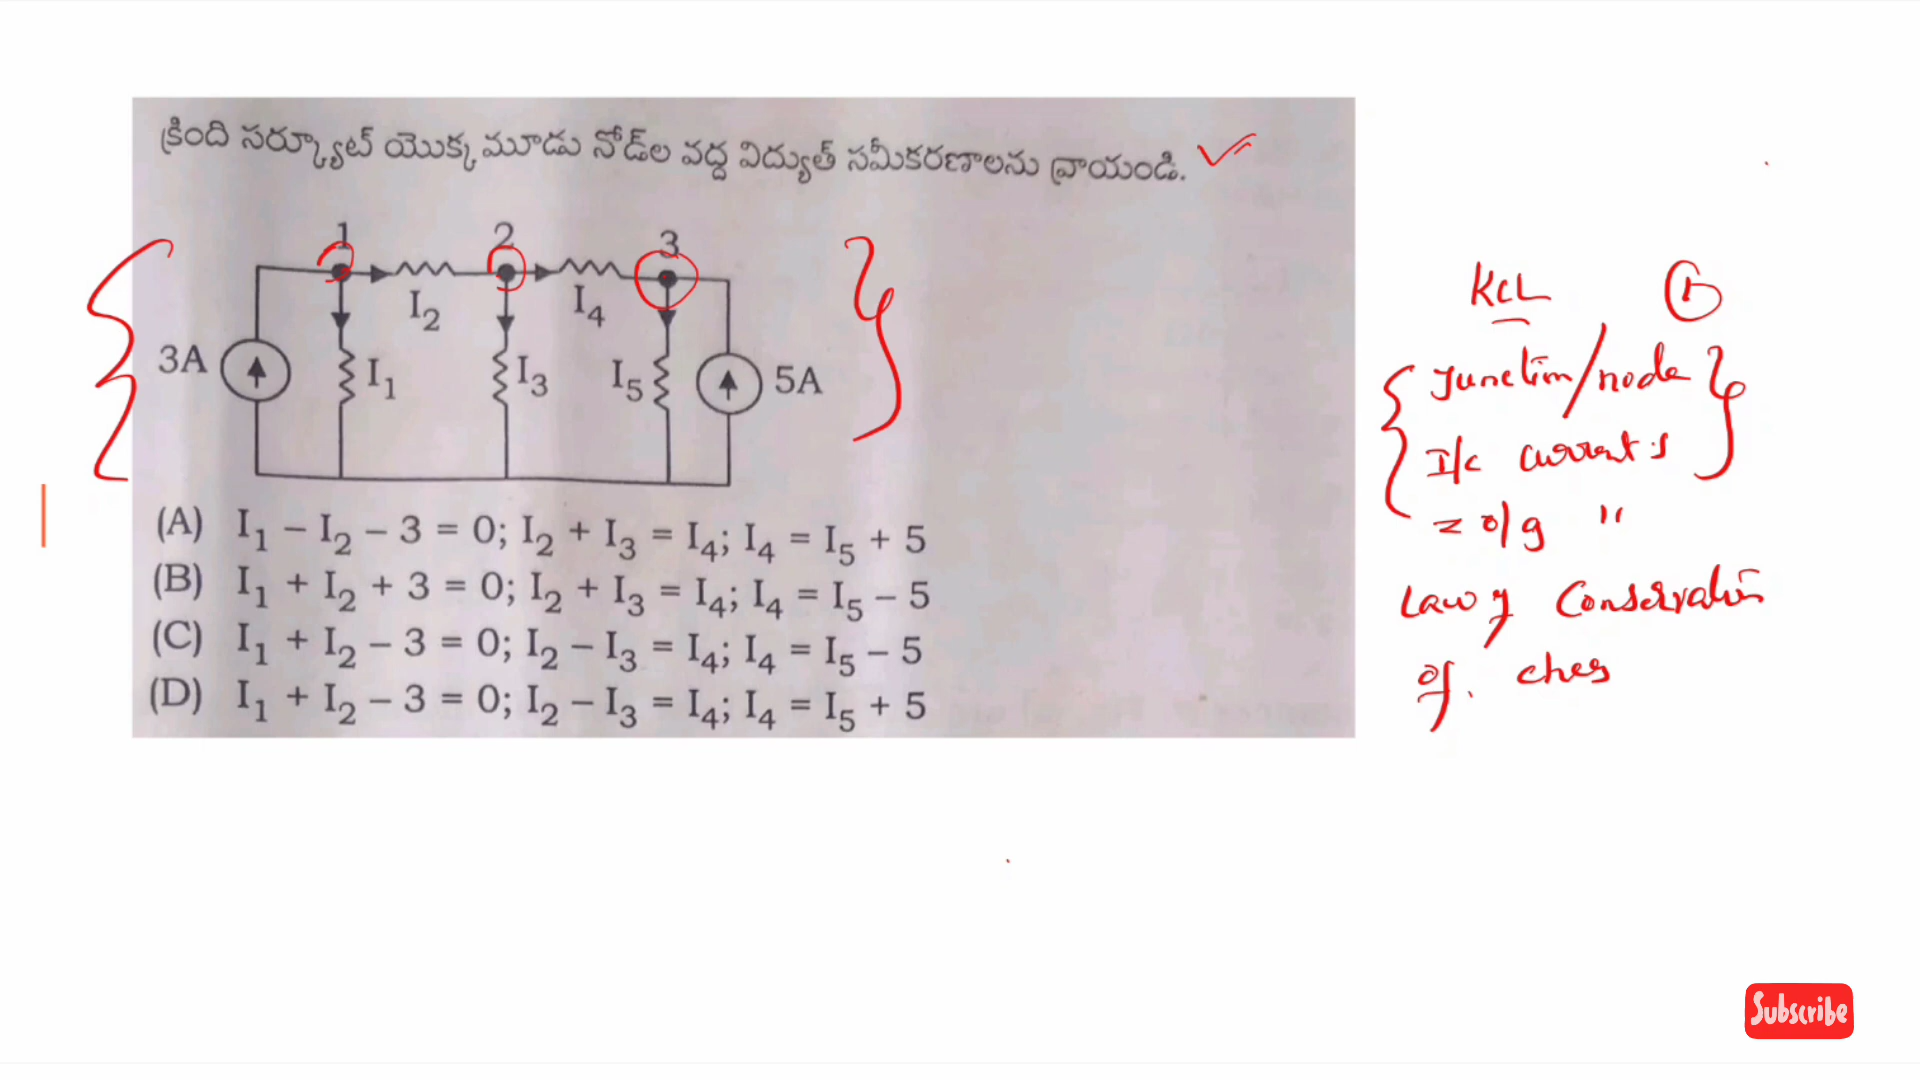 క్రింది సర్క్యూట్ యొక్క మూడు నోడ్‌ల వద్ద విద్యుత్ సమీకరణాలను వ్రాయండి.
1
2
3
I₂
I₄
3A
I₁
I₃
I₅
5A
(A) I₁ − I₂ − 3 = 0; I₂ + I₃ = I₄; I₄ = I₅ + 5
(B) I₁ + I₂ + 3 = 0; I₂ + I₃ = I₄; I₄ = I₅ − 5
(C) I₁ + I₂ − 3 = 0; I₂ − I₃ = I₄; I₄ = I₅ − 5
(D) I₁ + I₂ − 3 = 0; I₂ − I₃ = I₄; I₄ = I₅ + 5
KCL
Junction/node
I/c currents
= o/g "
Law of Conservation
of
Subscribe